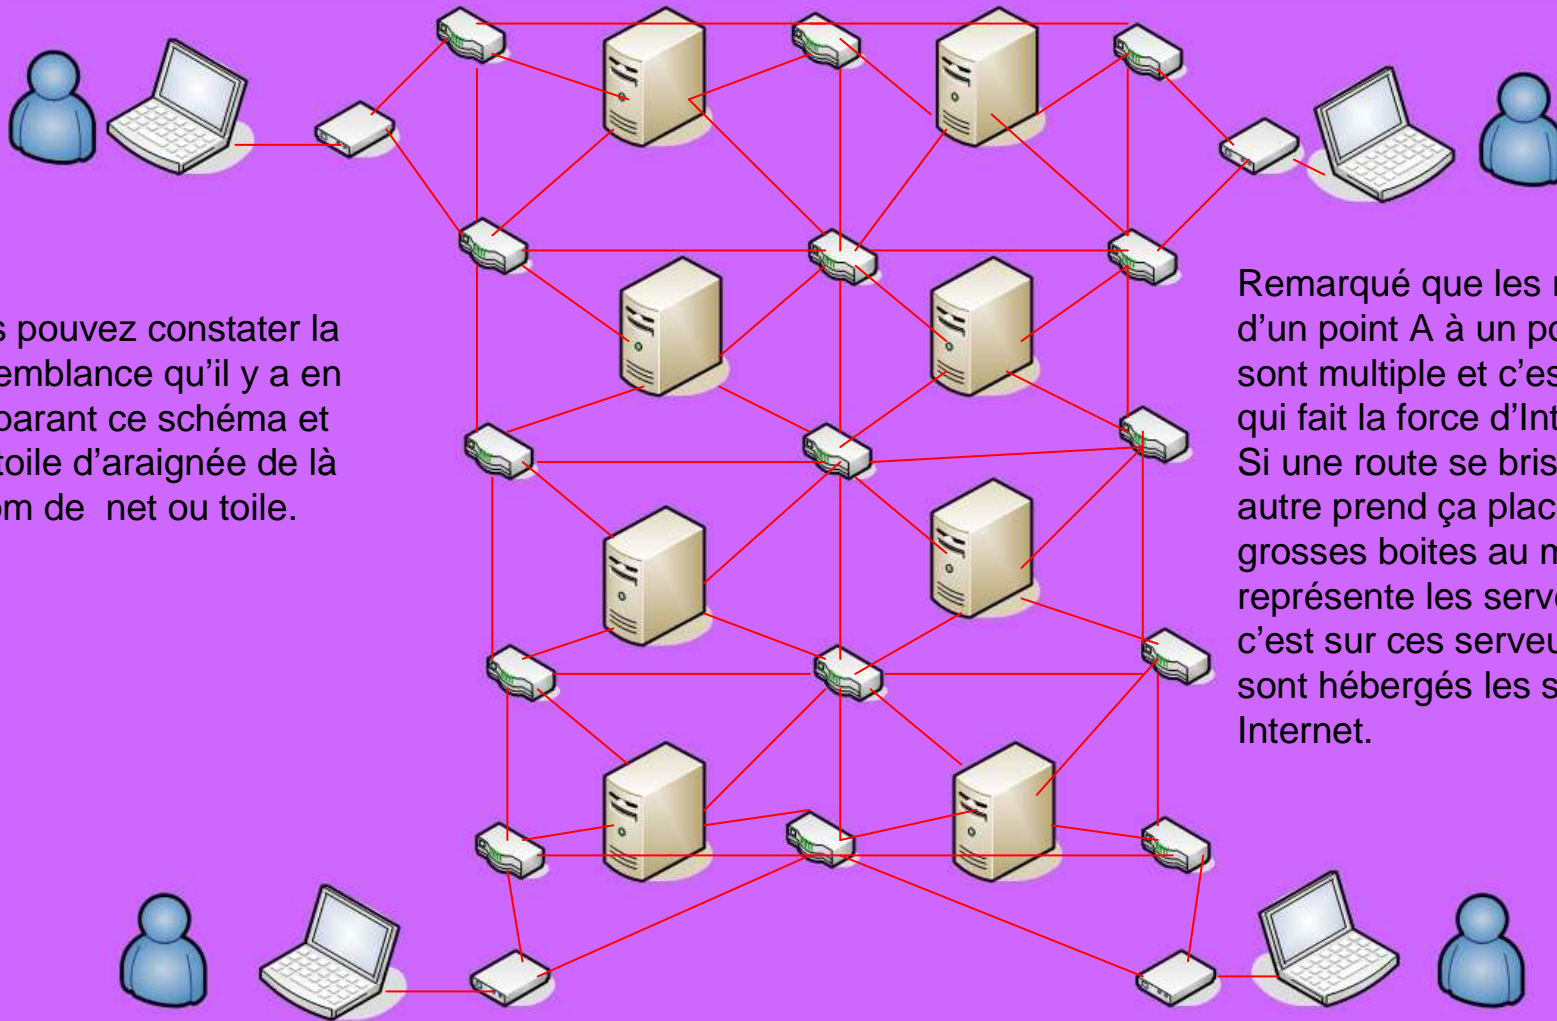 s pouvez constater la
emblance qu'il y a en
parant ce schéma et
toile d'araignée de là
om de  net ou toile.
Remarqué que les r
d'un point A à un po
sont multiple et c'es
qui fait la force d'Int
Si une route se bris
autre prend ça plac
grosses boites au m
représente les serve
c'est sur ces serveu
sont hébergés les s
Internet.